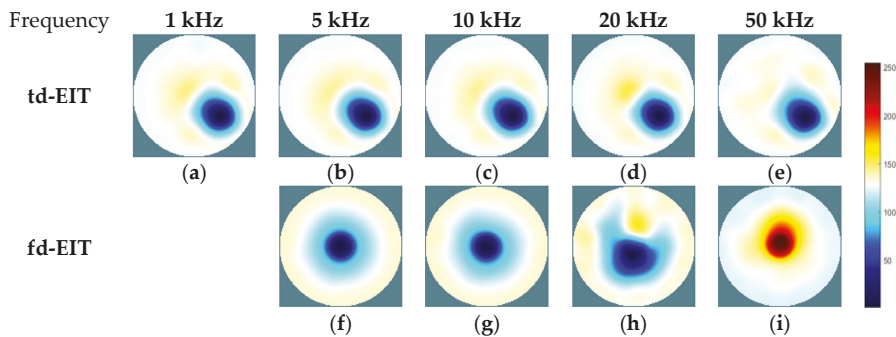 Frequency 1 kHz 5 kHz 10 kHz 20 kHz 50 kHz
td-EIT
(a) (b) (c) (d) (e)
fd-EIT
(f) (g) (h) (i)
250
200
150
100
50